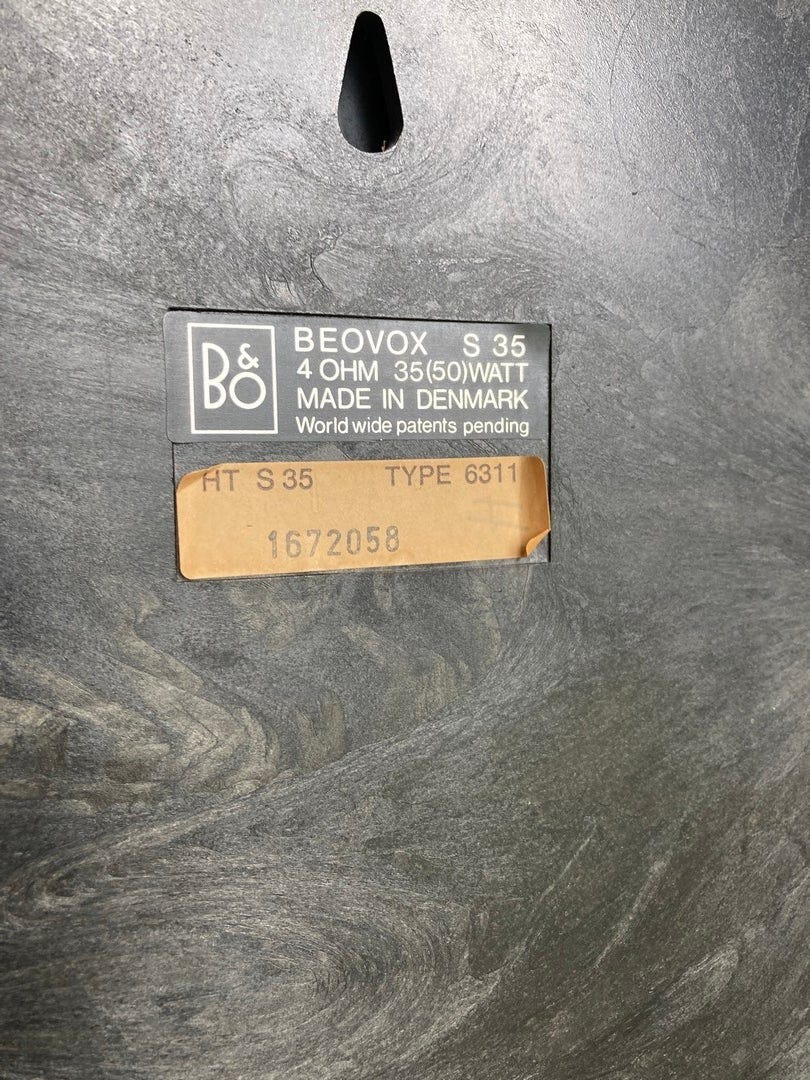 B&O
BEOVOX S 35
4 OHM 35(50)WATT
MADE IN DENMARK
World wide patents pending
HT S 35 TYPE 6311
1672058